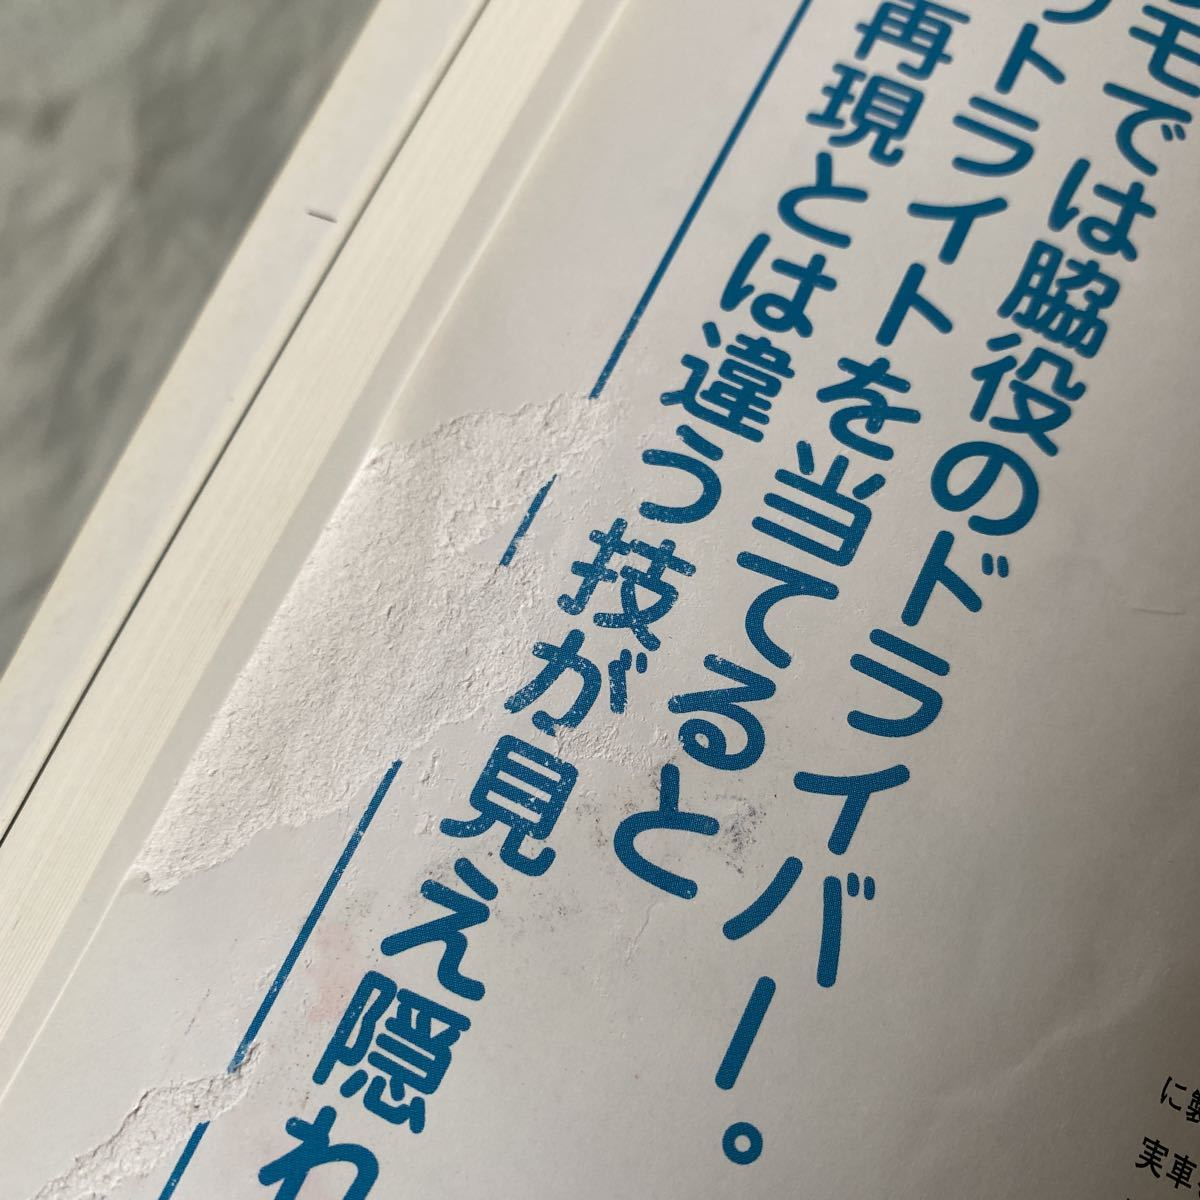 モでは脇役のドライバー。
ットライトを当てると
再現とは違う技が見え隠
に
実車